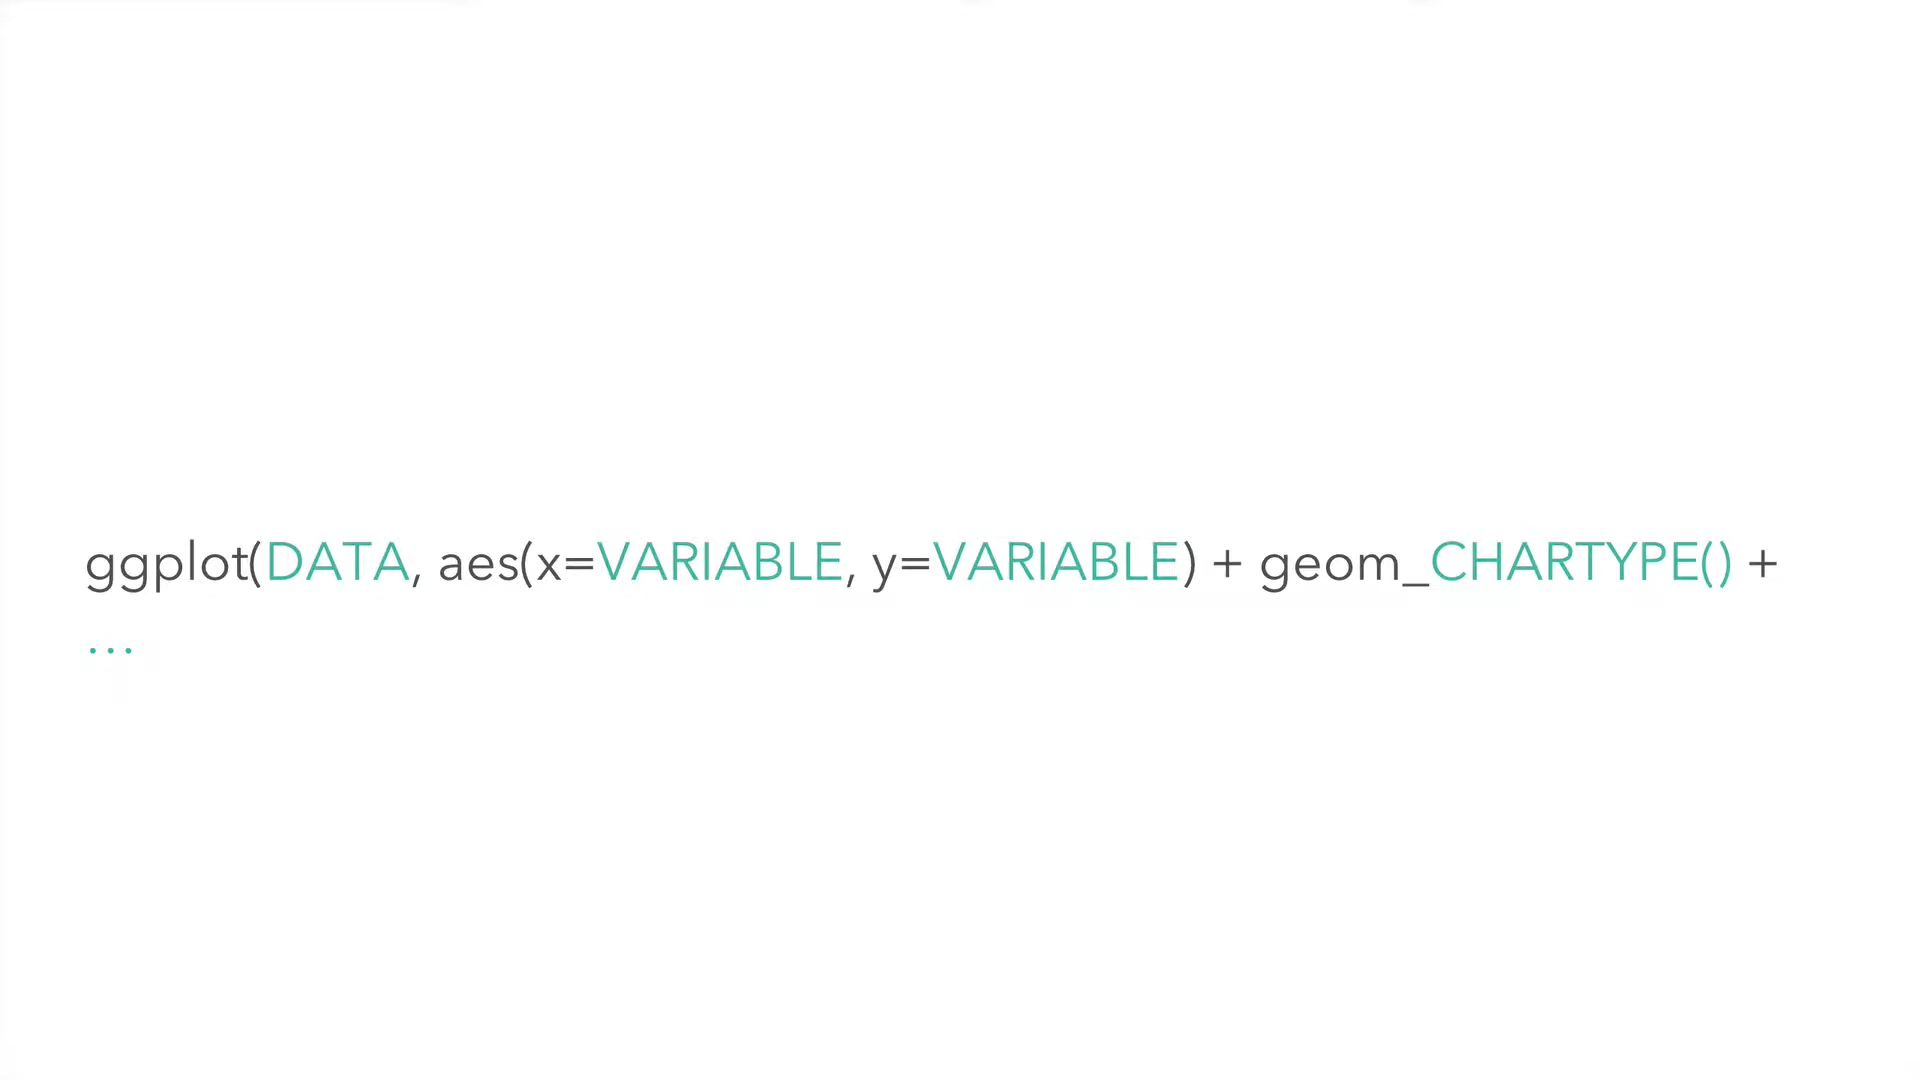 ggplot(DATA, aes(x=VARIABLE, y=VARIABLE) + geom_CHARTYPE() +
...